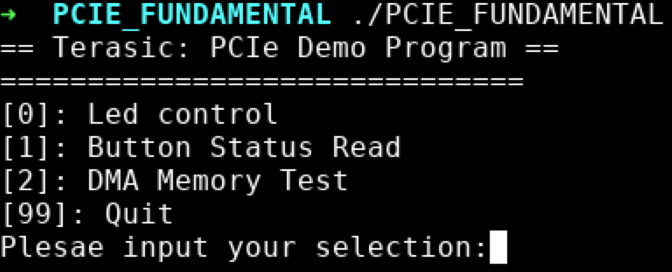 → PCIE_FUNDAMENTAL ./PCIE_FUNDAMENTAL
== Terasic: PCIe Demo Program ==
==============================
[0]: Led control
[1]: Button Status Read
[2]: DMA Memory Test
[99]: Quit
Plesae input your selection: